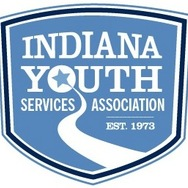 INDIANA
YOUTH
SERVICES ASSOCIATION
EST. 1973